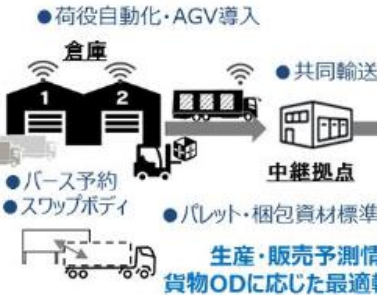 ●荷役自動化・AGV導入
倉庫
1 2
●共同輸送
中継拠点
●バース予約
●スワップボディ
●パレット・梱包資材標準
生産・販売予測情
貨物ODに応じた最適